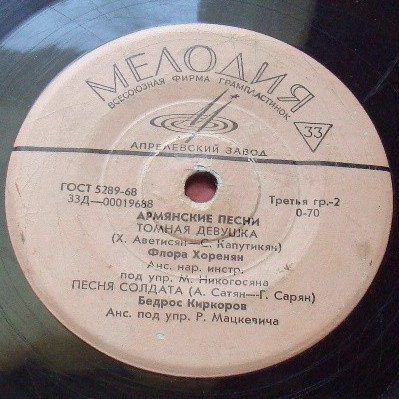 МЕЛОДИЯ
ВСЕСОЮЗНАЯ ФИРМА ГРАМПЛАСТИНОК
33
АПРЕЛЕВСКИЙ ЗАВОД
ГОСТ 5289-68
33Д—00019688
Третья гр.-2
0-70
АРМЯНСКИЕ ПЕСНИ
ТОМНАЯ ДЕВУШКА
(Х. Аветисян—С. Капутикян)
Флора Хоренян
Анс. нар. инстр.
под упр. М. Никогосяна
ПЕСНЯ СОЛДАТА (А. Сатян—Г. Сарян)
Бедрос Киркоров
Анс. под упр. Р. Мацкевича